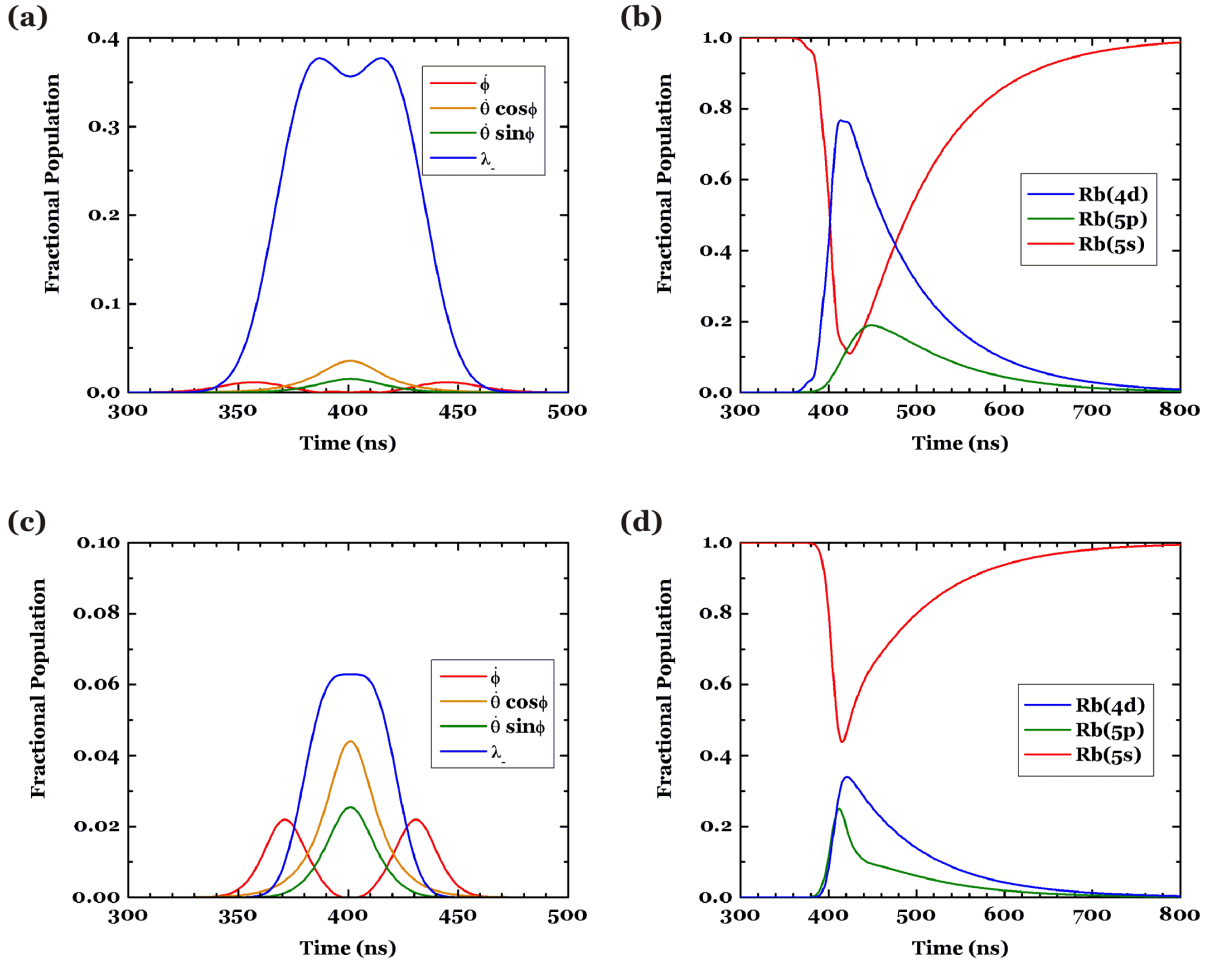 (a)
Fractional Population
0.4
0.3
0.2
0.1
0.0
300 350 400 450 500
Time (ns)
ϕ̇
θ̇ cosϕ
θ̇ sinϕ
λ_
(b)
Fractional Population
1.0
0.8
0.6
0.4
0.2
0.0
300 400 500 600 700 800
Time (ns)
Rb(4d)
Rb(5p)
Rb(5s)
(c)
Fractional Population
0.10
0.08
0.06
0.04
0.02
0.00
300 350 400 450 500
Time (ns)
ϕ̇
θ̇ cosϕ
θ̇ sinϕ
λ_
(d)
Fractional Population
1.0
0.8
0.6
0.4
0.2
0.0
300 400 500 600 700 800
Time (ns)
Rb(4d)
Rb(5p)
Rb(5s)